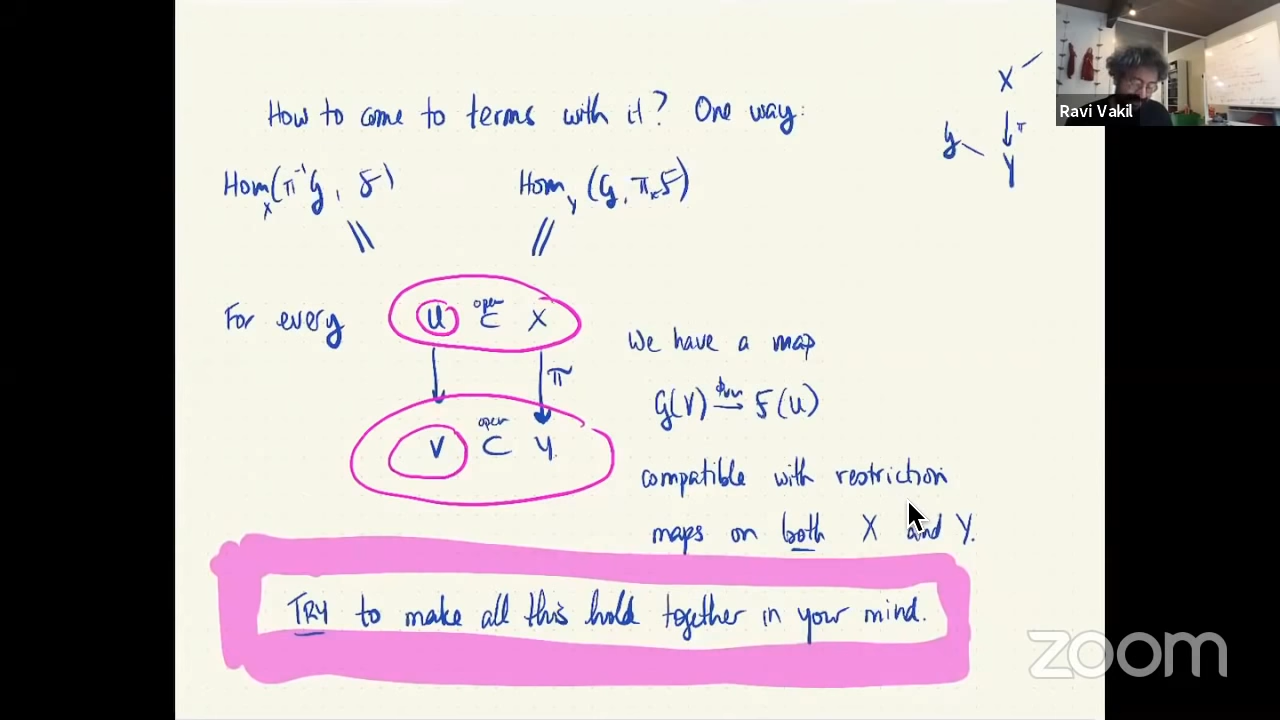 How to come to terms with it? One way:
X
Ravi Vakil
π
G
Y
Hom_X(π⁻¹G, F)
Hom_Y(G, π_*F)
For every
U open ⊂ X
We have a map
π
G(V) → F(U)
V open ⊂ Y
compatible with restriction
maps on both X and Y.
TRY to make all this hold together in your mind.
zoom